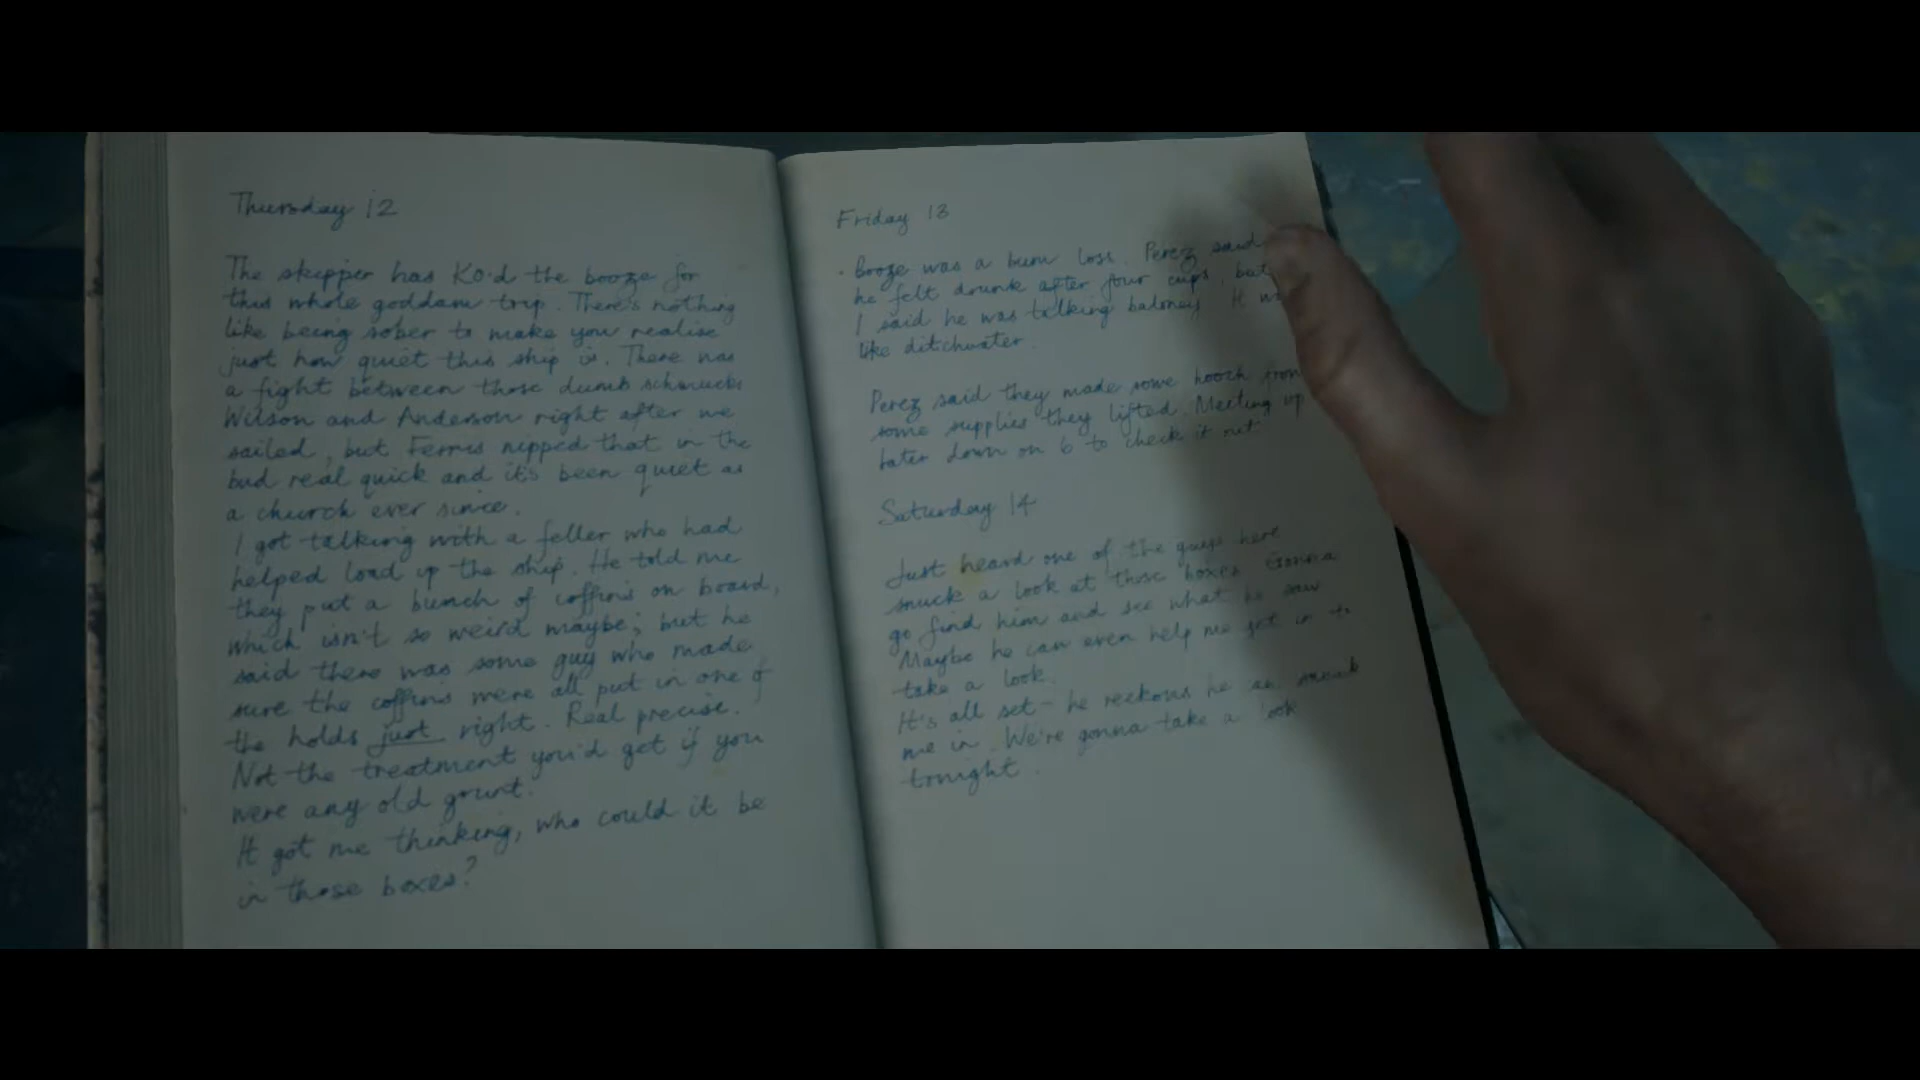 Thursday 12
The skipper has KO'd the booze for
this whole goddam trip. There's nothing
like being sober to make you realise
just how quiet this ship is. There was
a fight between those dumb schmucks
Wilson and Anderson right after we
sailed, but Ferris nipped that in the
bud real quick and it's been quiet as
a church ever since.
I got talking with a feller who had
helped load up the ship. He told me
they put a bunch of coffins on board,
which isn't so weird maybe; but he
said there was some guy who made
sure the coffins were all put in one of
the holds just right. Real precise.
Not the treatment you'd get if you
were any old grunt.
It got me thinking, who could it be
in those boxes?
Friday 13
Booze was a bum loss. Perez said
he felt drunk after four cups, but
I said he was talking baloney. It
like ditchwater.
Perez said they made some hooch from
some supplies they lifted. Meeting up
later down on 6 to check it out
Saturday 14
Just heard one of the guys here
snuck a look at those boxes. Gonna
go find him and see what he saw
Maybe he can even help me get in to
take a look.
It's all set - he reckons he can sneak
me in. We're gonna take a look
tonight.